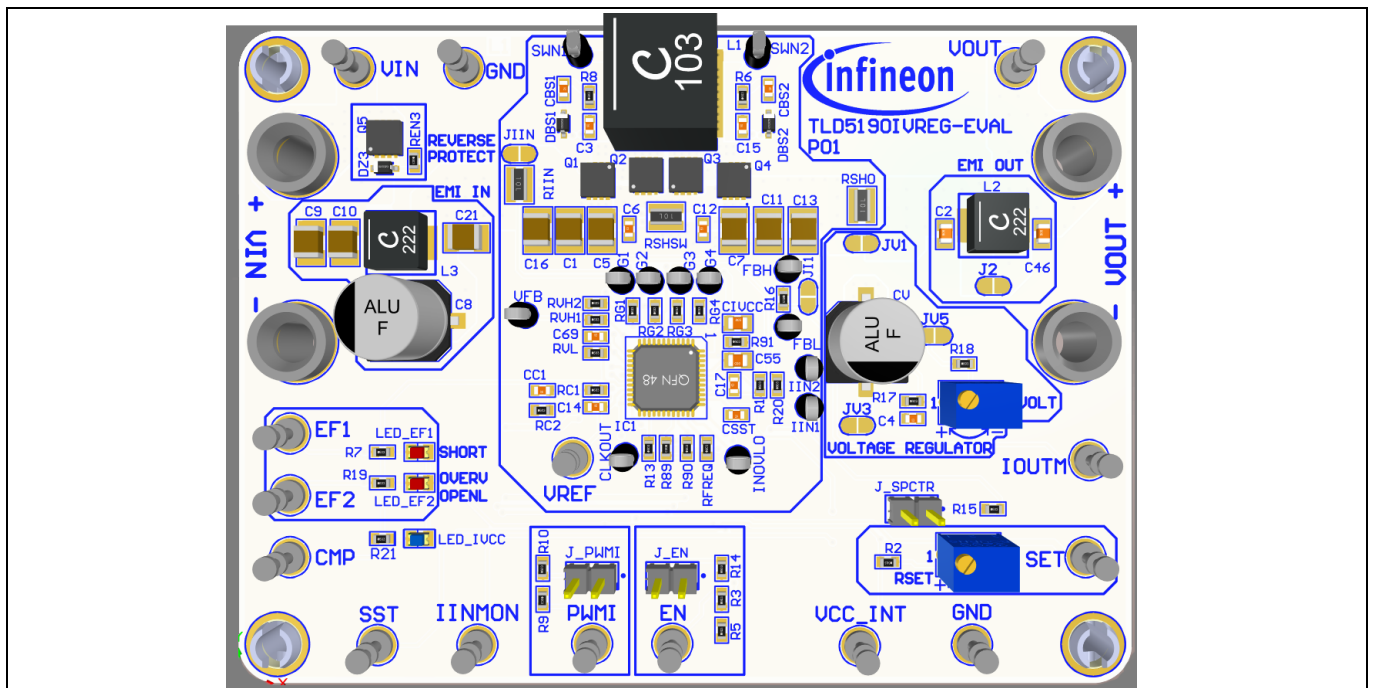 VIN
GND
SWN1
L1
SWN2
VOUT
C
103
infineon
TLD5190IVREG-EVAL
P01
CBS1
R8
DBS1
C3
R6
CBS2
C15
DBS2
Q5
REN3
DZ3
REVERSE
PROTECT
JIIN
RIIN
Q1
Q2
Q3
Q4
RSHSW
RSHO
EMI IN
C9
C10
C
222
L3
C21
C8
ALU
F
+
VIN
-
C16
C1
C5
C6
C12
C7
C11
C13
EMI OUT
L2
C2
C
222
C46
J2
+
VOUT
-
JV1
G1
G2
G3
G4
FBH
JI1
R16
FBL
VFB
RVH2
RVH1
C69
RVL
RG1
RG2
RG3
RG4
CIVCC
R91
C55
1
QFN 48
C17
R1
R20
IIN2
IIN1
CV
ALU
F
JV5
R18
R17
C4
1
VOLT
+
-
JV3
VOLTAGE REGULATOR
CC1
RC1
RC2
C14
IC1
CSST
CLKOUT
R13
R89
R90
RFREQ
INOVLO
VREF
EF1
LED_EF1
R7
SHORT
R19
OVERV
OPENL
LED_EF2
EF2
R21
LED_IVCC
CMP
IOUTM
J_SPCTR
R15
R2
1
RSET
+
SET
R10
J_PWMI
R9
PWMI
J_EN
R14
R3
R5
EN
SST
IINMON
VCC_INT
GND